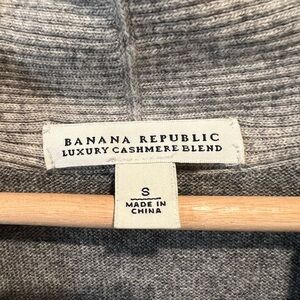 BANANA REPUBLIC
LUXURY CASHMERE BLEND
S
MADE IN
CHINA